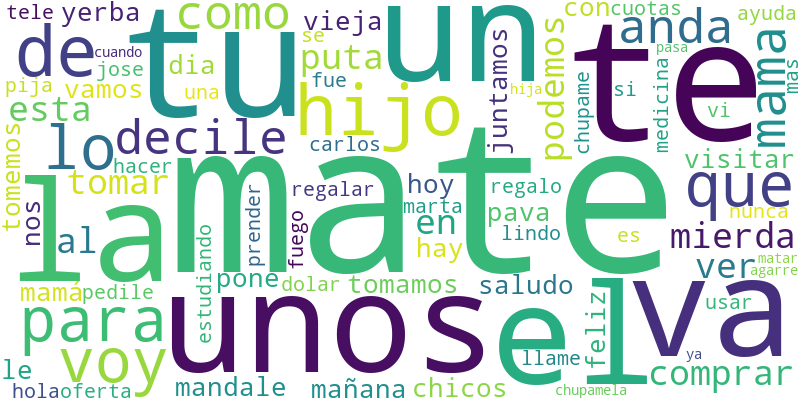 tele yerba
tu
como
vieja
un
con cuotas
ayuda
de
cuando
jose
dia
se
puta
anda
te
pasa
mama
mas
pija vamos
una
fue
hijo
hija
juntamos
podemos
chupame
si
medicina
vi
esta
lo
decile
carlos
tomemos
hacer
tomar
mate
regalar
hoy
regalo
visitar
que
nunca
nos
al
la
prender
fuego
marta
en
pava
lindo
es
mierda
hay
estudiando
pone
dolar
tomamos
saludo
ver
matar
agarre
mamá
pedile
para
unos
el
feliz
va
usar
voy
llame
ya
le
hola
oferta
mandale
mañana
chicos
chupamela
comprar